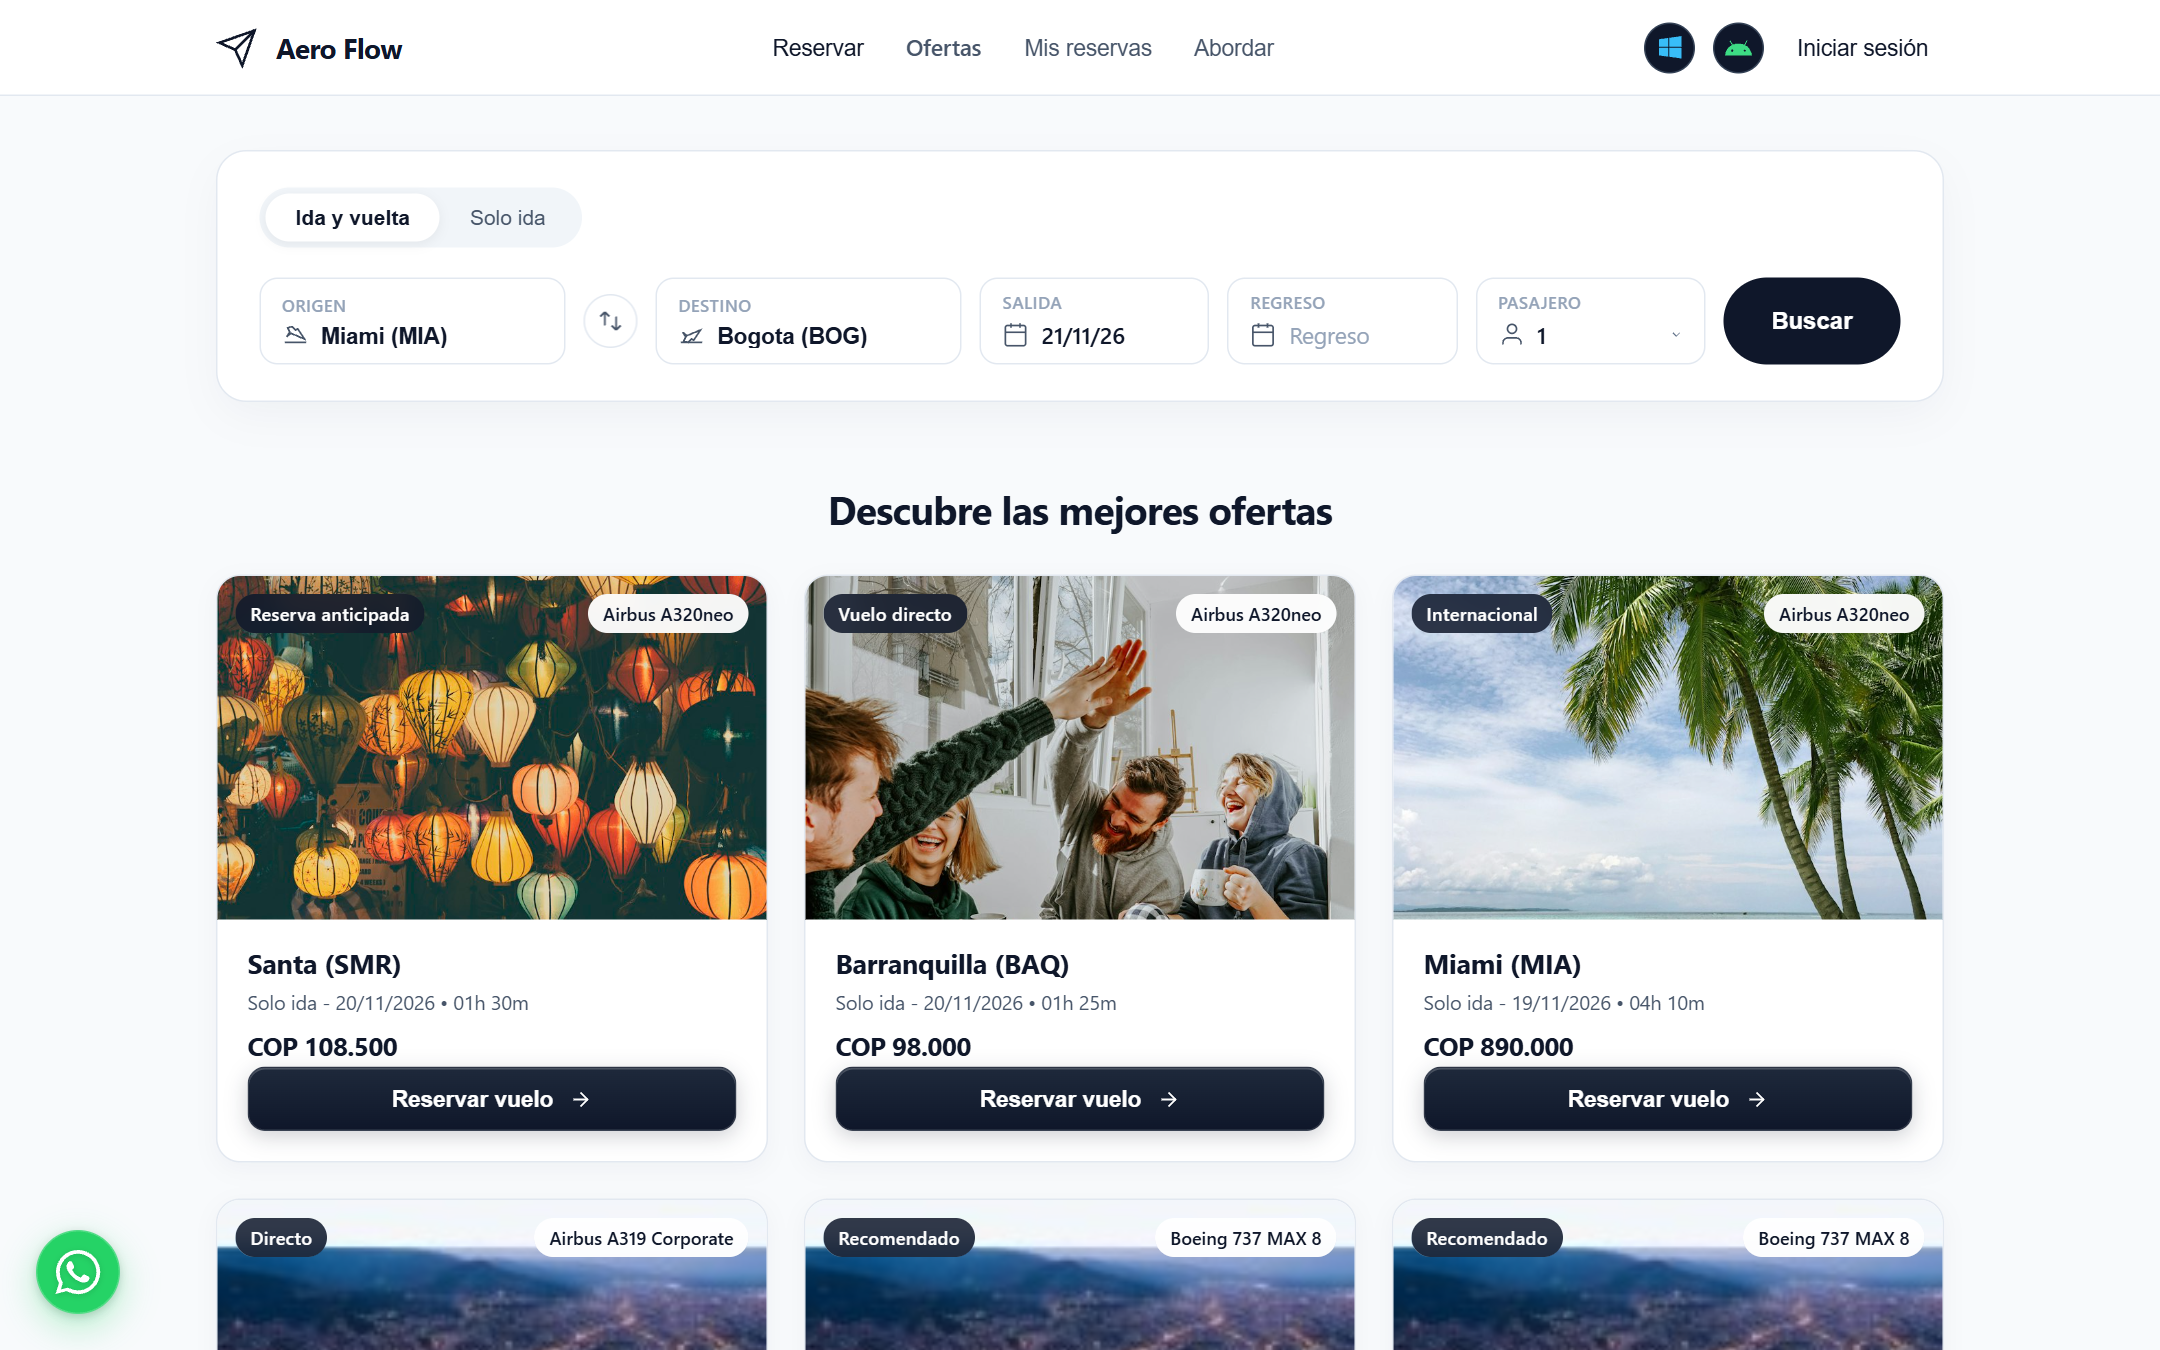 Aero Flow
Reservar
Ofertas
Mis reservas
Abordar
Iniciar sesión
Ida y vuelta
Solo ida
ORIGEN
Miami (MIA)
DESTINO
Bogota (BOG)
SALIDA
21/11/26
REGRESO
Regreso
PASAJERO
1
Buscar
Descubre las mejores ofertas
Reserva anticipada
Airbus A320neo
Santa (SMR)
Solo ida - 20/11/2026 • 01h 30m
COP 108.500
Reservar vuelo →
Vuelo directo
Airbus A320neo
Barranquilla (BAQ)
Solo ida - 20/11/2026 • 01h 25m
COP 98.000
Reservar vuelo →
Internacional
Airbus A320neo
Miami (MIA)
Solo ida - 19/11/2026 • 04h 10m
COP 890.000
Reservar vuelo →
Directo
Airbus A319 Corporate
Recomendado
Boeing 737 MAX 8
Recomendado
Boeing 737 MAX 8